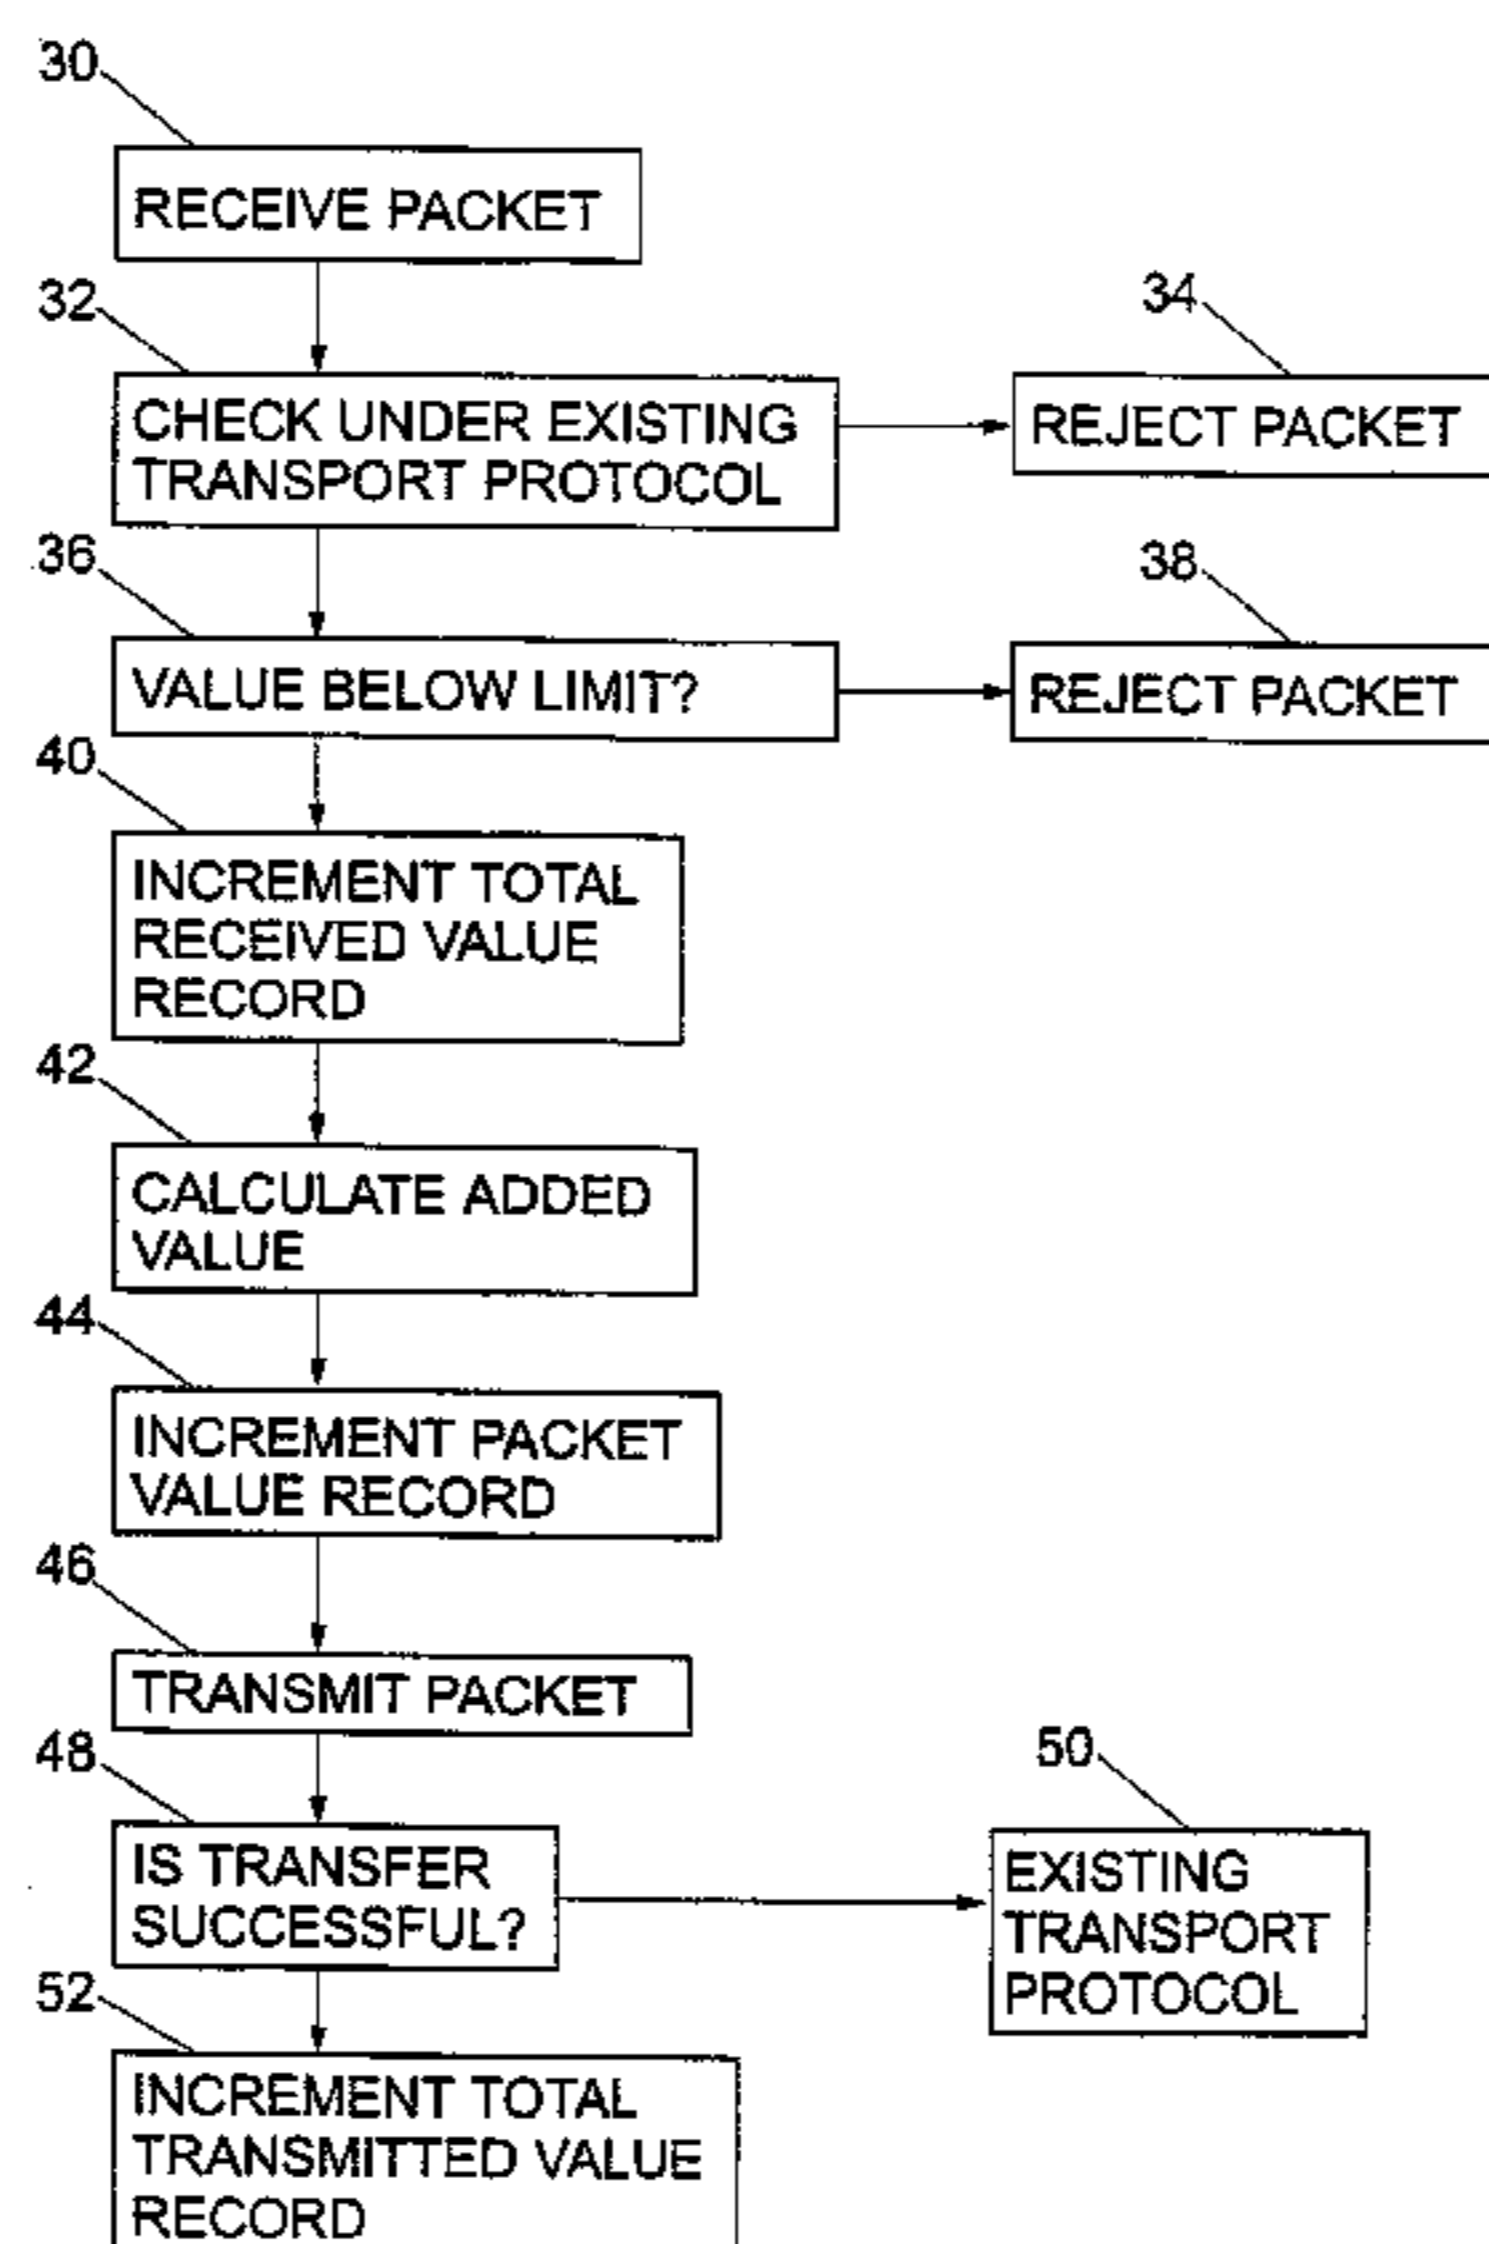 30
RECEIVE PACKET
32
CHECK UNDER EXISTING
TRANSPORT PROTOCOL
34
REJECT PACKET
36
VALUE BELOW LIMIT?
38
REJECT PACKET
40
INCREMENT TOTAL
RECEIVED VALUE
RECORD
42
CALCULATE ADDED
VALUE
44
INCREMENT PACKET
VALUE RECORD
46
TRANSMIT PACKET
48
IS TRANSFER
SUCCESSFUL?
50
EXISTING
TRANSPORT
PROTOCOL
52
INCREMENT TOTAL
TRANSMITTED VALUE
RECORD